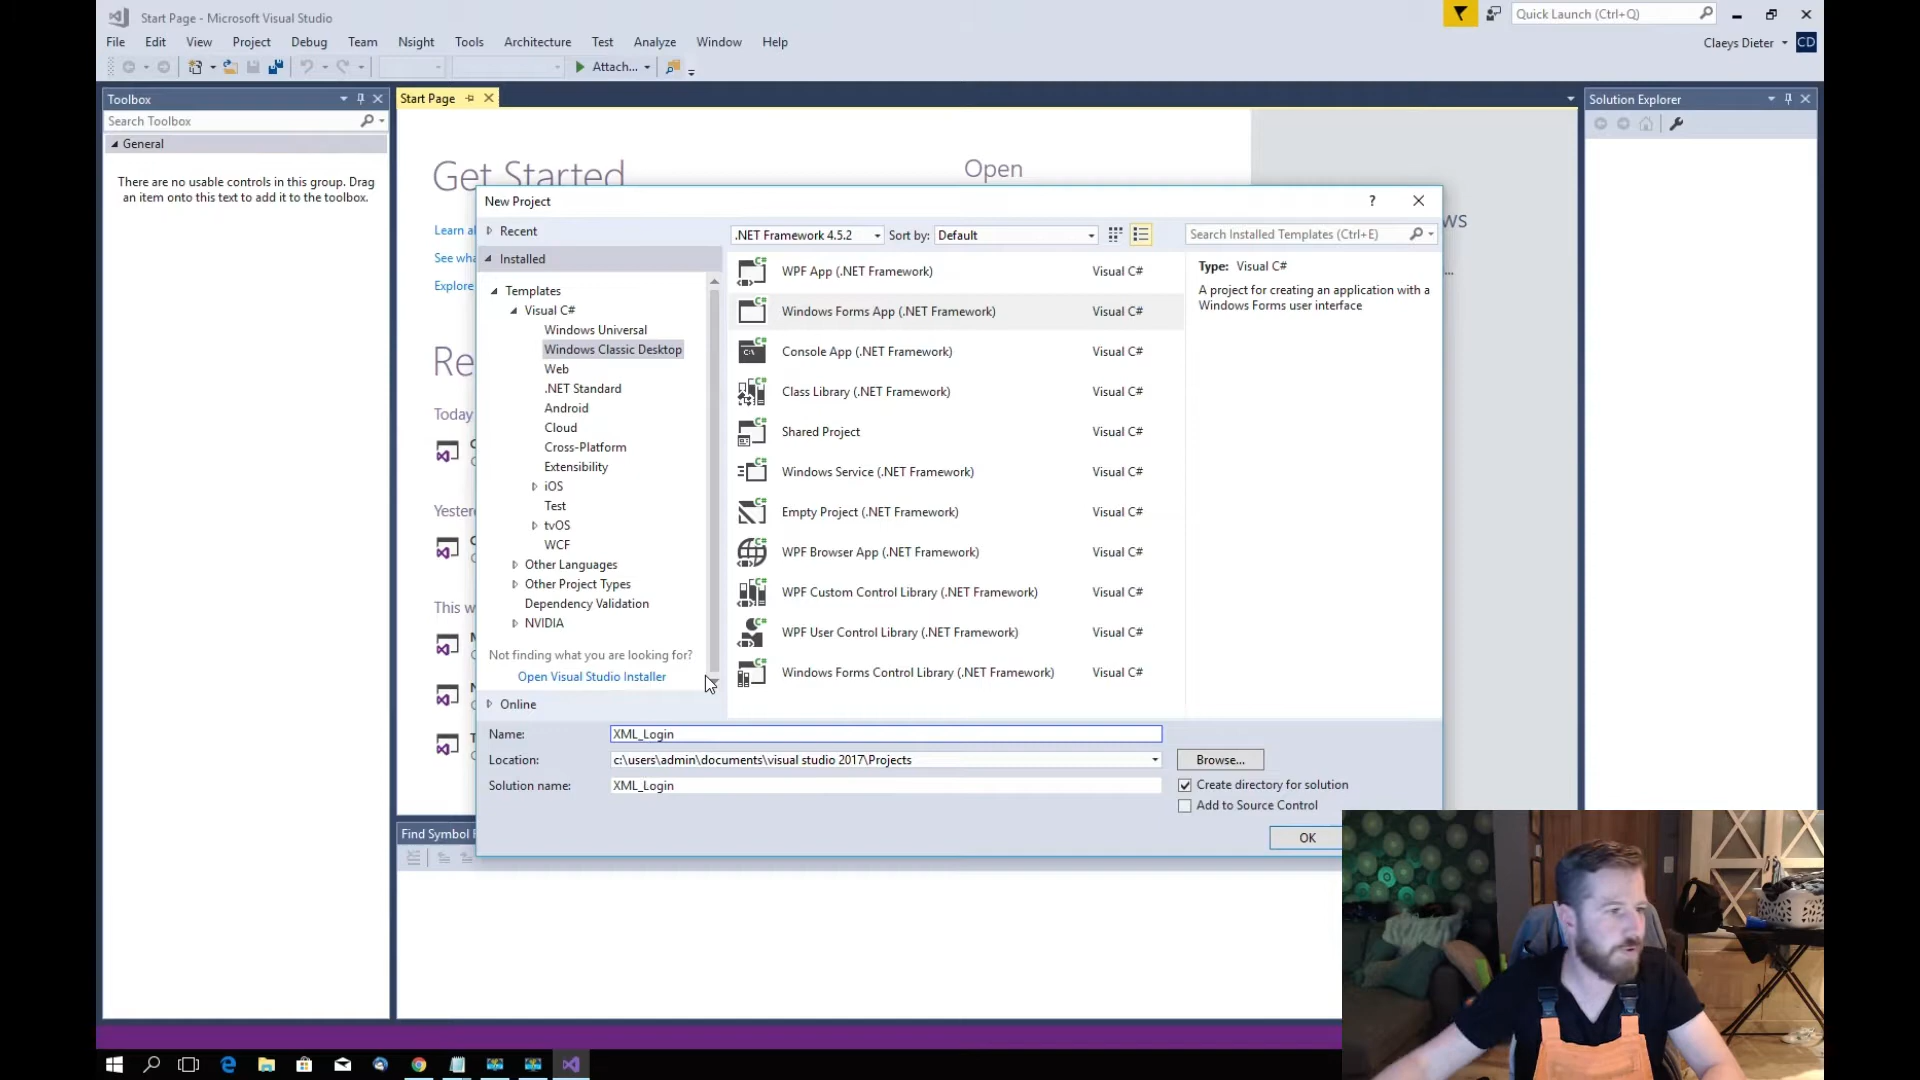 Start Page - Microsoft Visual Studio
Quick Launch (Ctrl+Q)
File Edit View Project Debug Team Nsight Tools Architecture Test Analyze Window Help
Claeys Dieter CD
Attach...
Toolbox
Search Toolbox
General
There are no usable controls in this group. Drag
an item onto this text to add it to the toolbox.
Start Page
Get Started
Open
Explore
Today
Solution Explorer
Find Symbol
New Project
?
Recent
Installed
Templates
Visual C#
Windows Universal
Windows Classic Desktop
Web
.NET Standard
Android
Cloud
Cross-Platform
Extensibility
iOS
Test
tvOS
WCF
Other Languages
Other Project Types
Dependency Validation
NVIDIA
Not finding what you are looking for?
Open Visual Studio Installer
Online
.NET Framework 4.5.2 Sort by: Default
Search Installed Templates (Ctrl+E)
WPF App (.NET Framework) Visual C#
Windows Forms App (.NET Framework) Visual C#
Console App (.NET Framework) Visual C#
Class Library (.NET Framework) Visual C#
Shared Project Visual C#
Windows Service (.NET Framework) Visual C#
Empty Project (.NET Framework) Visual C#
WPF Browser App (.NET Framework) Visual C#
WPF Custom Control Library (.NET Framework) Visual C#
WPF User Control Library (.NET Framework) Visual C#
Windows Forms Control Library (.NET Framework) Visual C#
Type: Visual C#
A project for creating an application with a
Windows Forms user interface
Name: XML_Login
Location: c:\users\admin\documents\visual studio 2017\Projects
Browse...
Solution name: XML_Login
Create directory for solution
Add to Source Control
OK